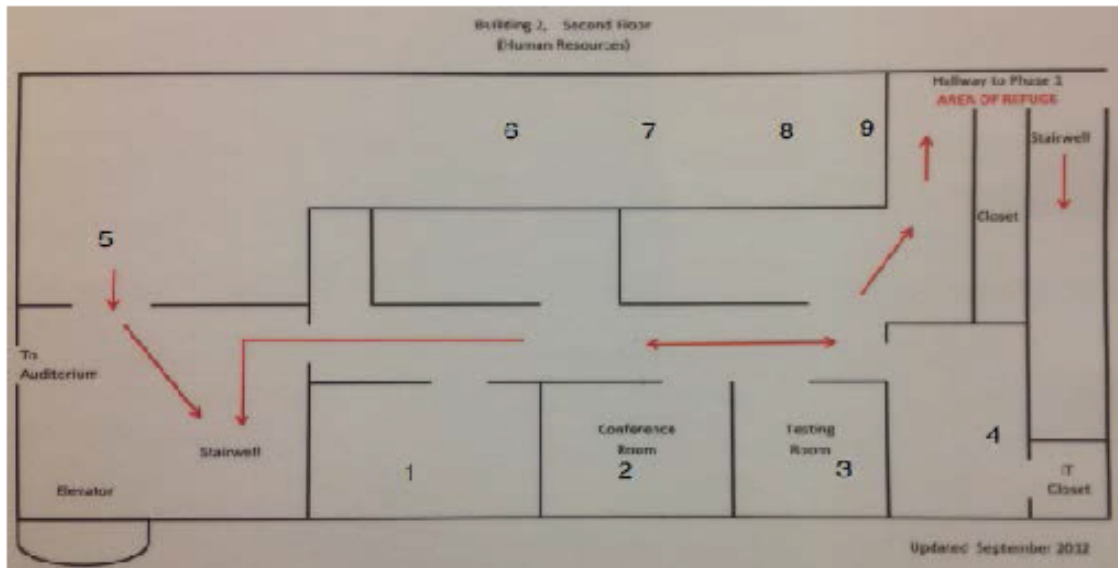 Building 2, Second Floor
(Human Resources)
Hallway to Phase 1
AREA OF REFUGE
6
7
8
9
Stairwell
Closet
5
To
Auditorium
Conference
Room
Testing
Room
Stairwell
4
1
2
3
IT
Closet
Elevator
Updated September 2012